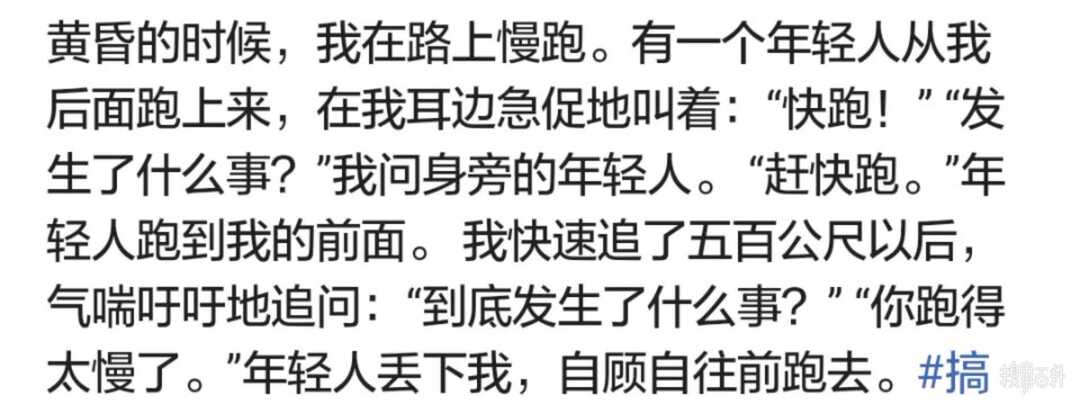 黄昏的时候，我在路上慢跑。有一个年轻人从我
后面跑上来，在我耳边急促地叫着：“快跑！” “发
生了什么事？”我问身旁的年轻人。 “赶快跑。”年
轻人跑到我的前面。 我快速追了五百公尺以后，
气喘吁吁地追问：“到底发生了什么事？” “你跑得
太慢了。”年轻人丢下我，自顾自往前跑去。#搞